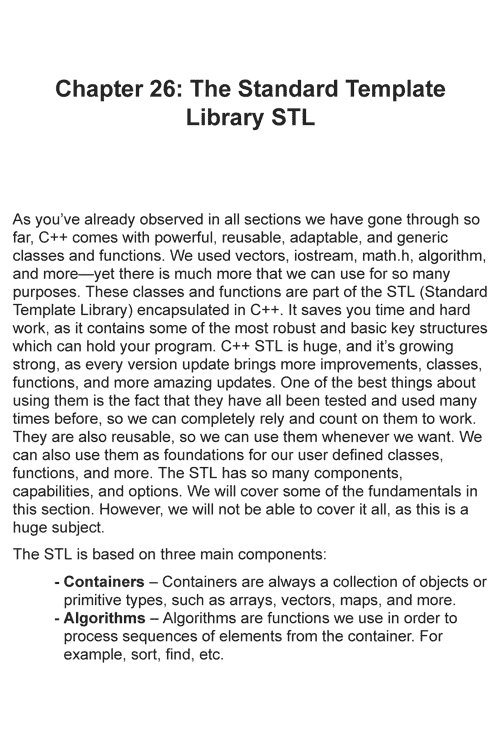 Chapter 26: The Standard Template
Library STL
As you’ve already observed in all sections we have gone through so
far, C++ comes with powerful, reusable, adaptable, and generic
classes and functions. We used vectors, iostream, math.h, algorithm,
and more—yet there is much more that we can use for so many
purposes. These classes and functions are part of the STL (Standard
Template Library) encapsulated in C++. It saves you time and hard
work, as it contains some of the most robust and basic key structures
which can hold your program. C++ STL is huge, and it’s growing
strong, as every version update brings more improvements, classes,
functions, and more amazing updates. One of the best things about
using them is the fact that they have all been tested and used many
times before, so we can completely rely and count on them to work.
They are also reusable, so we can use them whenever we want. We
can also use them as foundations for our user defined classes,
functions, and more. The STL has so many components,
capabilities, and options. We will cover some of the fundamentals in
this section. However, we will not be able to cover it all, as this is a
huge subject.
The STL is based on three main components:
- Containers – Containers are always a collection of objects or
primitive types, such as arrays, vectors, maps, and more.
- Algorithms – Algorithms are functions we use in order to
process sequences of elements from the container. For
example, sort, find, etc.